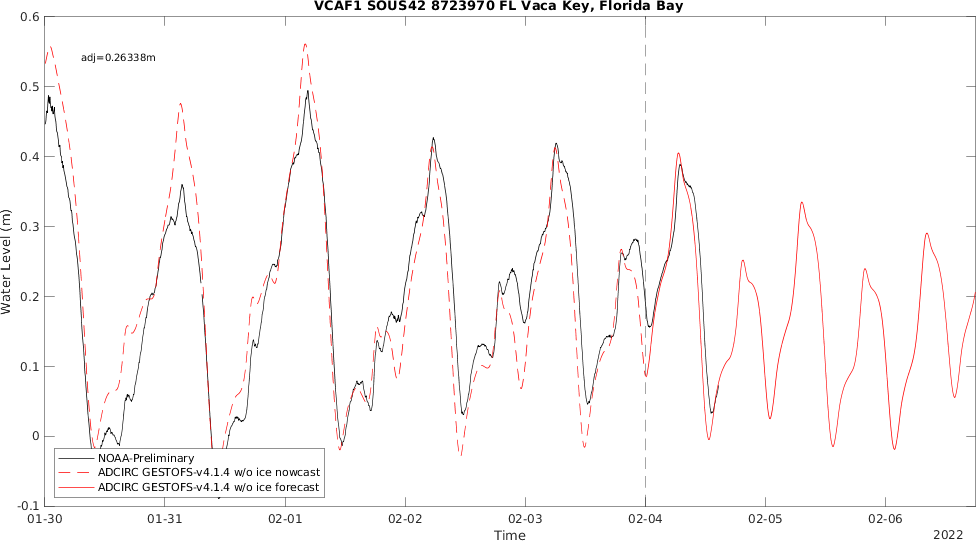 VCAF1 SOUS42 8723970 FL Vaca Key, Florida Bay
adj=0.26338m
Water Level (m)
0.6
0.5
0.4
0.3
0.2
0.1
0
-0.1
NOAA-Preliminary
ADCIRC GESTOFS-v4.1.4 w/o ice nowcast
ADCIRC GESTOFS-v4.1.4 w/o ice forecast
01-30 01-31 02-01 02-02 02-03 02-04 02-05 02-06
Time
2022